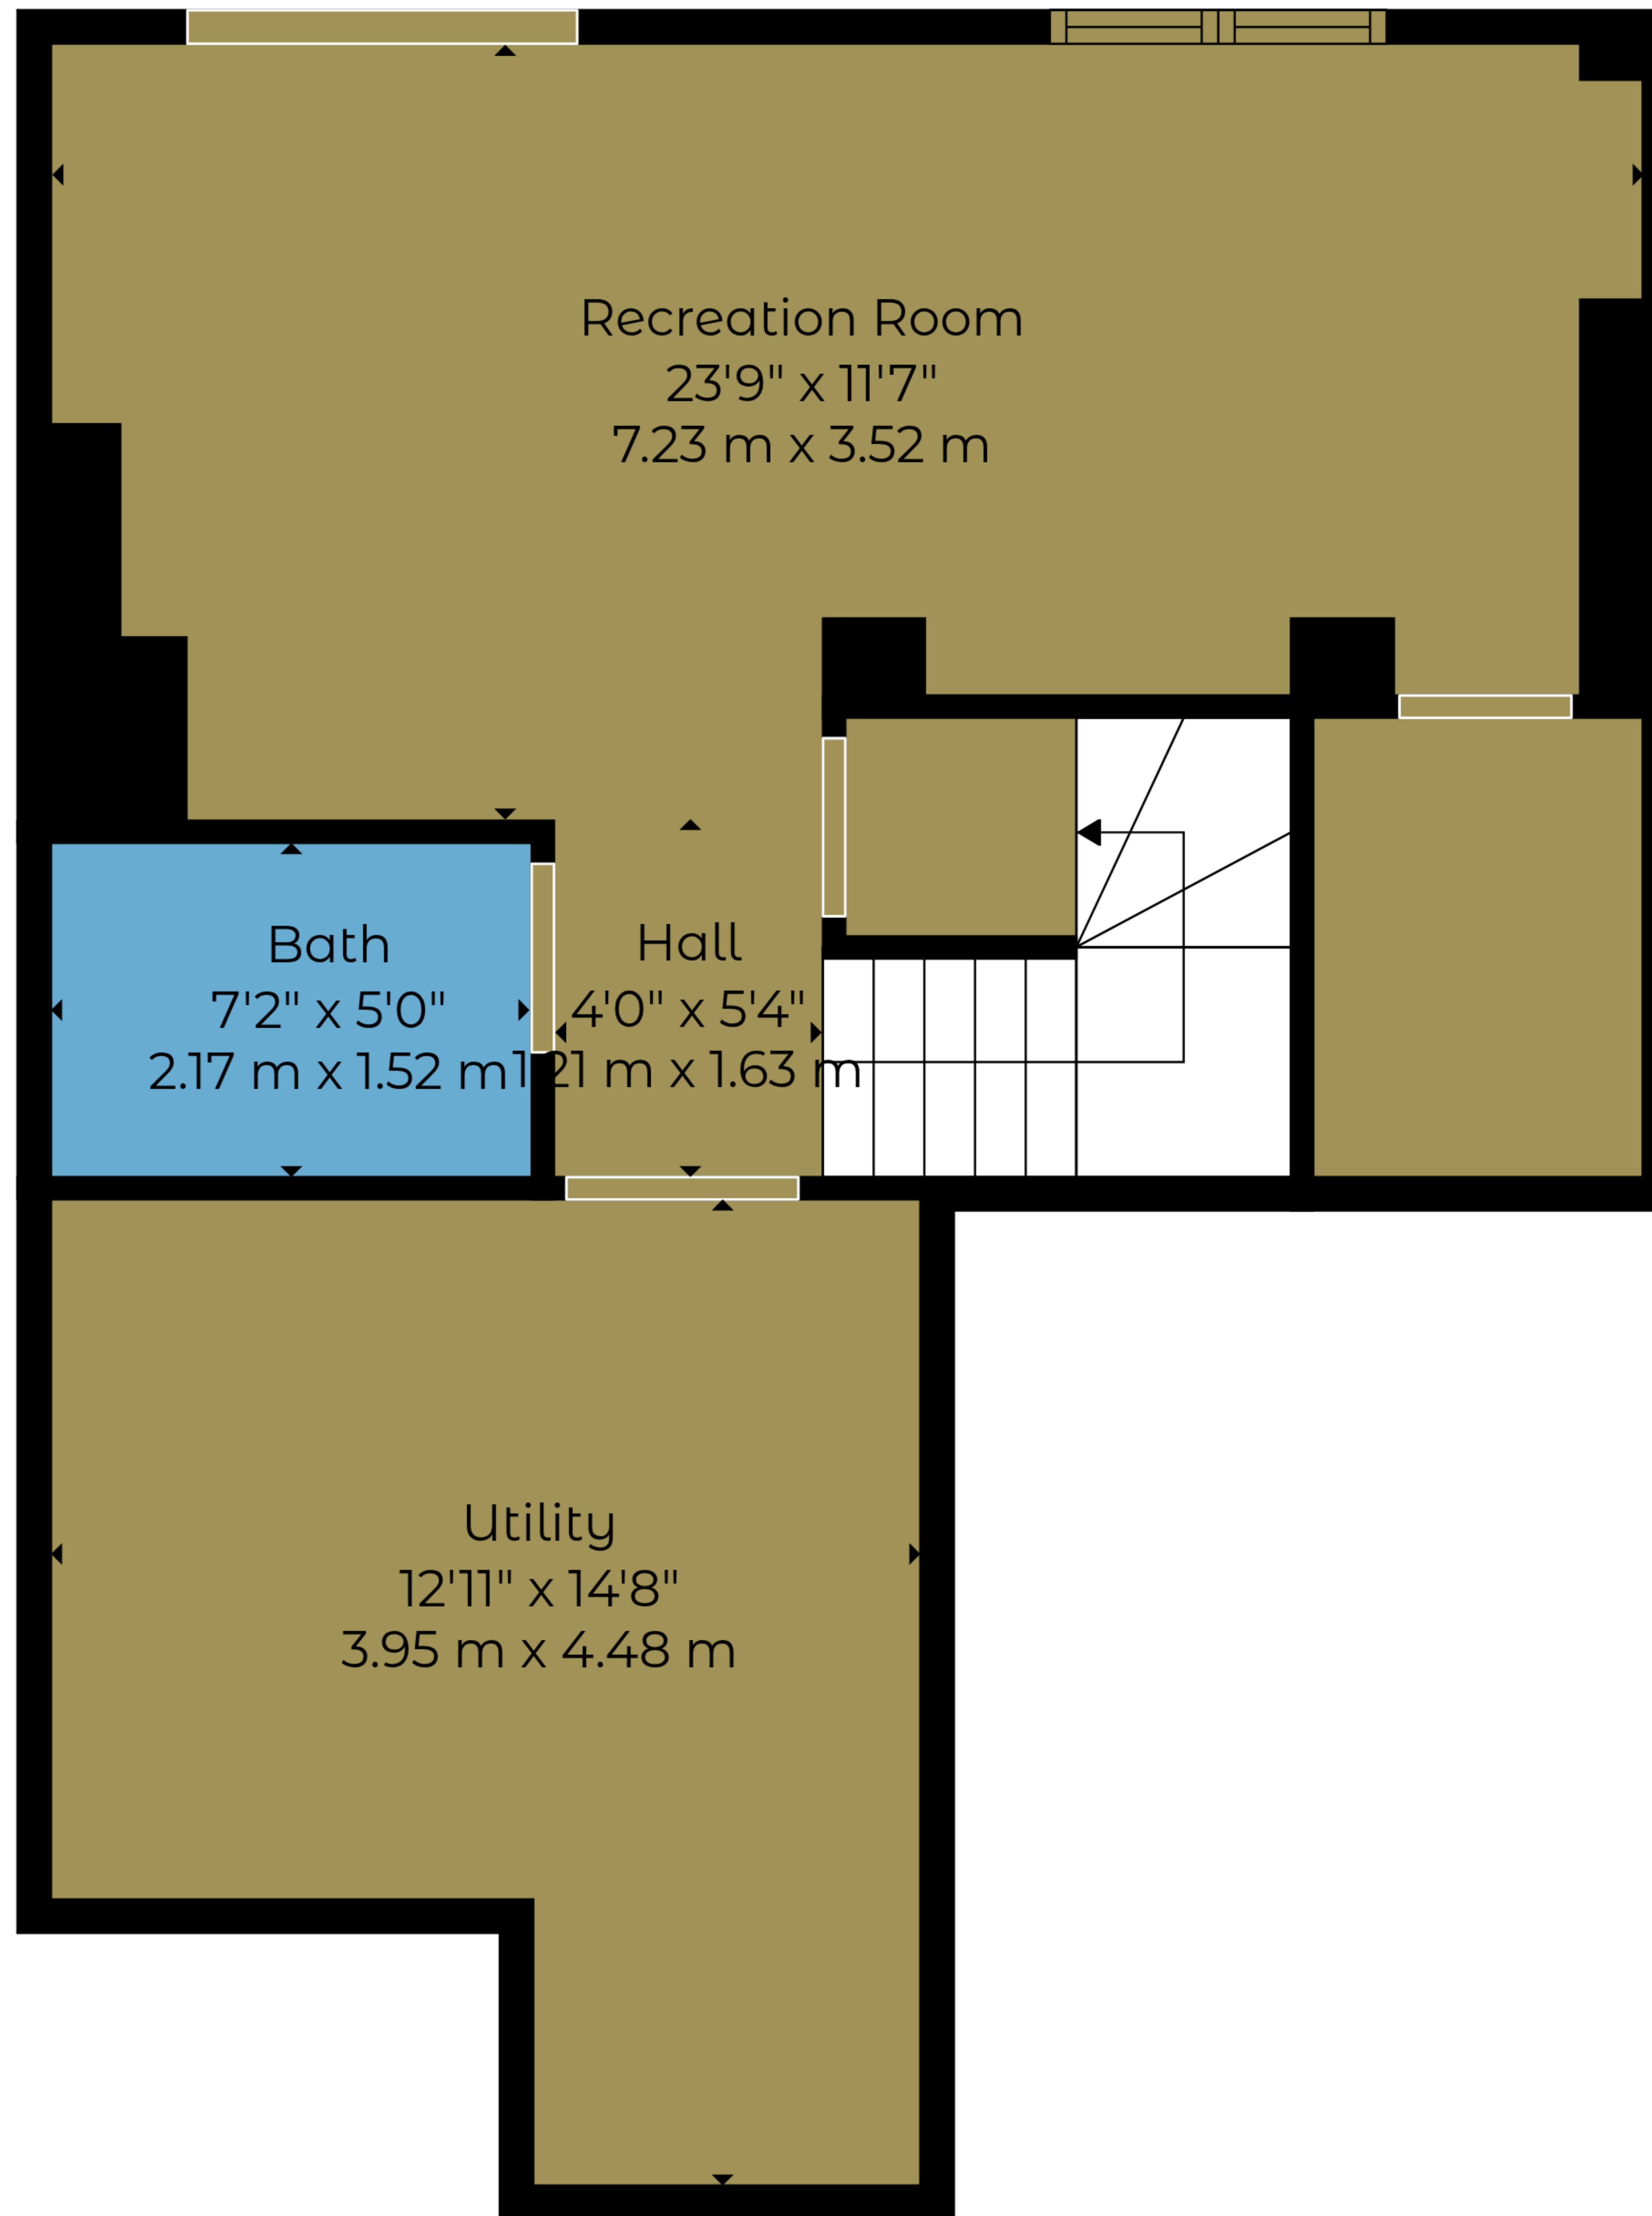 Recreation Room
23'9" x 11'7"
7.23 m x 3.52 m
Bath
7'2" x 5'0"
2.17 m x 1.52 m
Hall
4'0" x 5'4"
1.21 m x 1.63 m
Utility
12'11" x 14'8"
3.95 m x 4.48 m